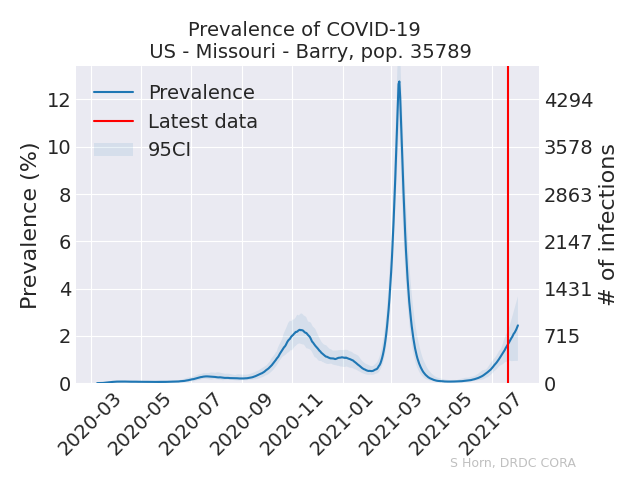 Prevalence of COVID-19
US - Missouri - Barry, pop. 35789
Prevalence
Latest data
95CI
Prevalence (%)
12
10
8
6
4
2
0
4294
3578
2863
2147
1431
715
0
# of infections
2020-03
2020-05
2020-07
2020-09
2020-11
2021-01
2021-03
2021-05
2021-07
S Horn, DRDC CORA